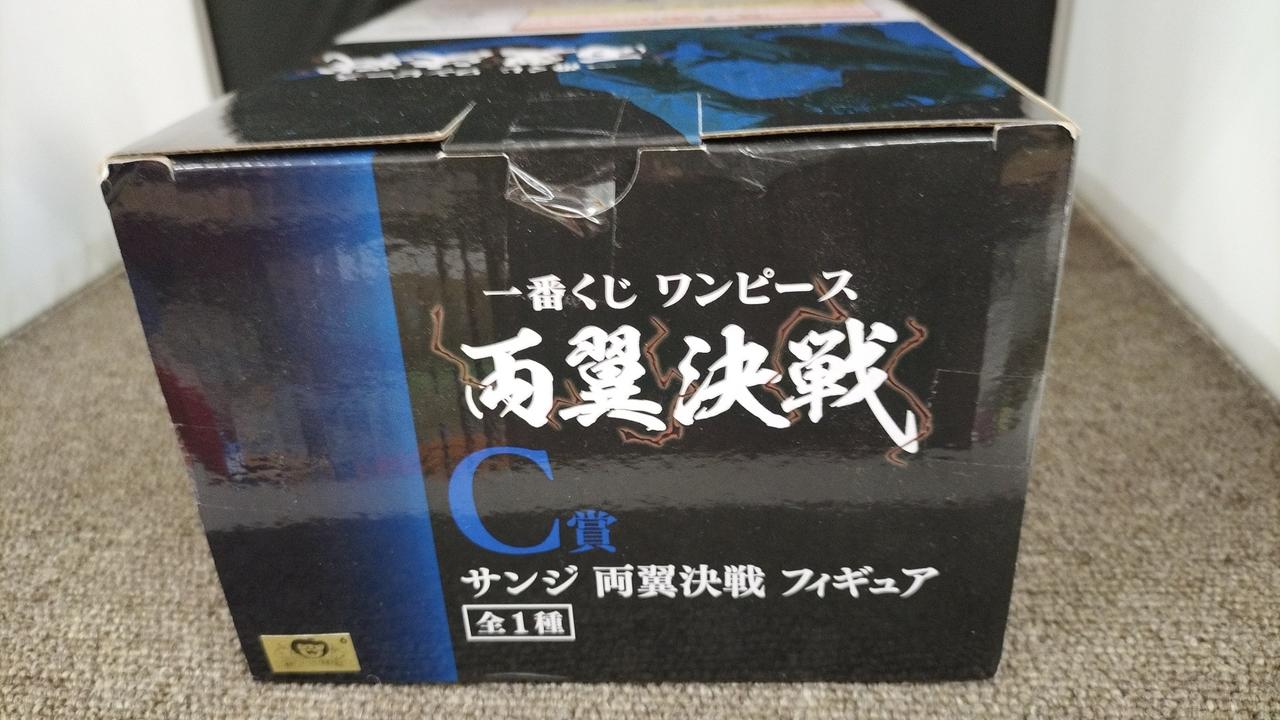 一番くじ ワンピース
両翼決戦
C賞
サンジ 両翼決戦 フィギュア
全1種